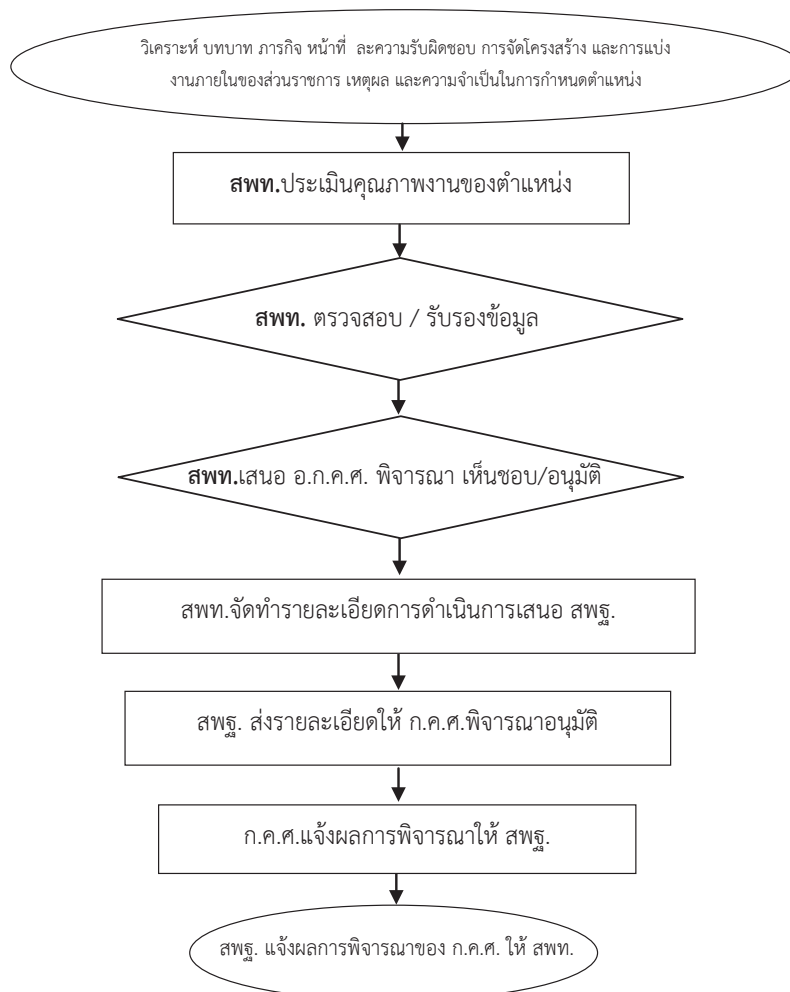 วิเคราะห์ บทบาท ภารกิจ หน้าที่  ละความรับผิดชอบ การจัดโครงสร้าง และการแบ่ง
งานภายในของส่วนราชการ เหตุผล และความจำเป็นในการกำหนดตำแหน่ง
สพท.ประเมินคุณภาพงานของตำแหน่ง
สพท. ตรวจสอบ / รับรองข้อมูล
สพท.เสนอ อ.ก.ค.ศ. พิจารณา เห็นชอบ/อนุมัติ
สพท.จัดทำรายละเอียดการดำเนินการเสนอ สพฐ.
สพฐ. ส่งรายละเอียดให้ ก.ค.ศ.พิจารณาอนุมัติ
ก.ค.ศ.แจ้งผลการพิจารณาให้ สพฐ.
สพฐ. แจ้งผลการพิจารณาของ ก.ค.ศ. ให้ สพท.